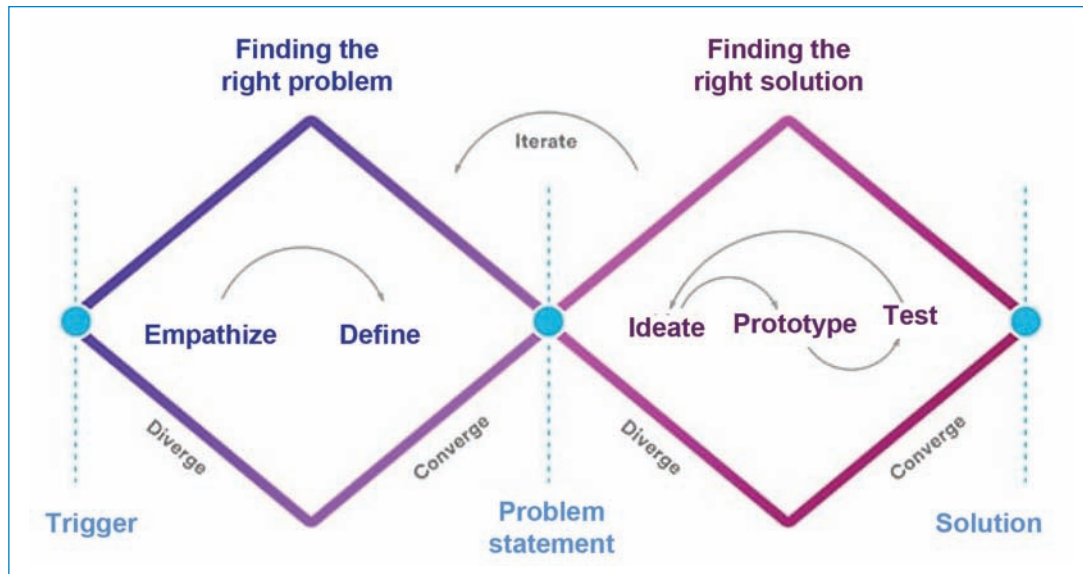 Finding the
right problem
Finding the
right solution
Iterate
Empathize
Define
Ideate
Prototype
Test
Diverge
Converge
Diverge
Converge
Trigger
Problem
statement
Solution